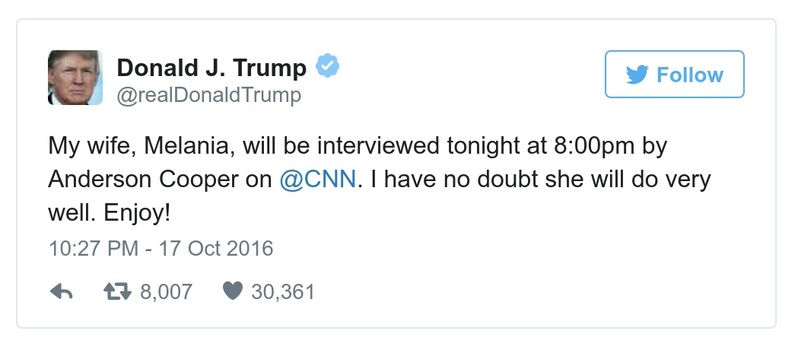 Donald J. Trump
@realDonaldTrump
Follow
My wife, Melania, will be interviewed tonight at 8:00pm by
Anderson Cooper on @CNN. I have no doubt she will do very
well. Enjoy!
10:27 PM - 17 Oct 2016
8,007 30,361